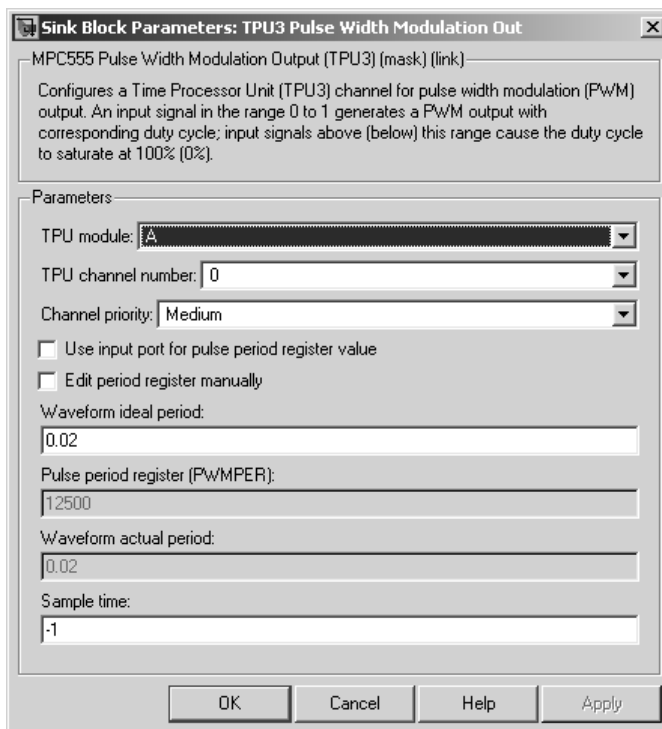 Sink Block Parameters: TPU3 Pulse Width Modulation Out
MPC555 Pulse Width Modulation Output (TPU3) (mask) (link)
Configures a Time Processor Unit (TPU3) channel for pulse width modulation (PWM)
output. An input signal in the range 0 to 1 generates a PWM output with
corresponding duty cycle; input signals above (below) this range cause the duty cycle
to saturate at 100% (0%).
Parameters
TPU module: A
TPU channel number: 0
Channel priority: Medium
Use input port for pulse period register value
Edit period register manually
Waveform ideal period:
0.02
Pulse period register (PWMPER):
12500
Waveform actual period:
0.02
Sample time:
-1
OK Cancel Help Apply